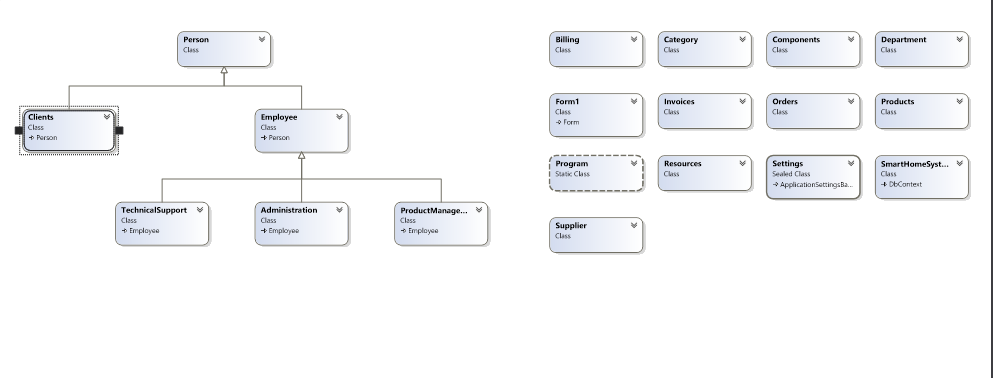 Person
Class
Clients
Class
Person
Employee
Class
Person
TechnicalSupport
Class
Employee
Administration
Class
Employee
ProductManage...
Class
Employee
Billing
Class
Category
Class
Components
Class
Department
Class
Form1
Class
Form
Invoices
Class
Orders
Class
Products
Class
Program
Static Class
Resources
Class
Settings
Sealed Class
ApplicationSettingsBa...
SmartHomeSyst...
Class
DbContext
Supplier
Class